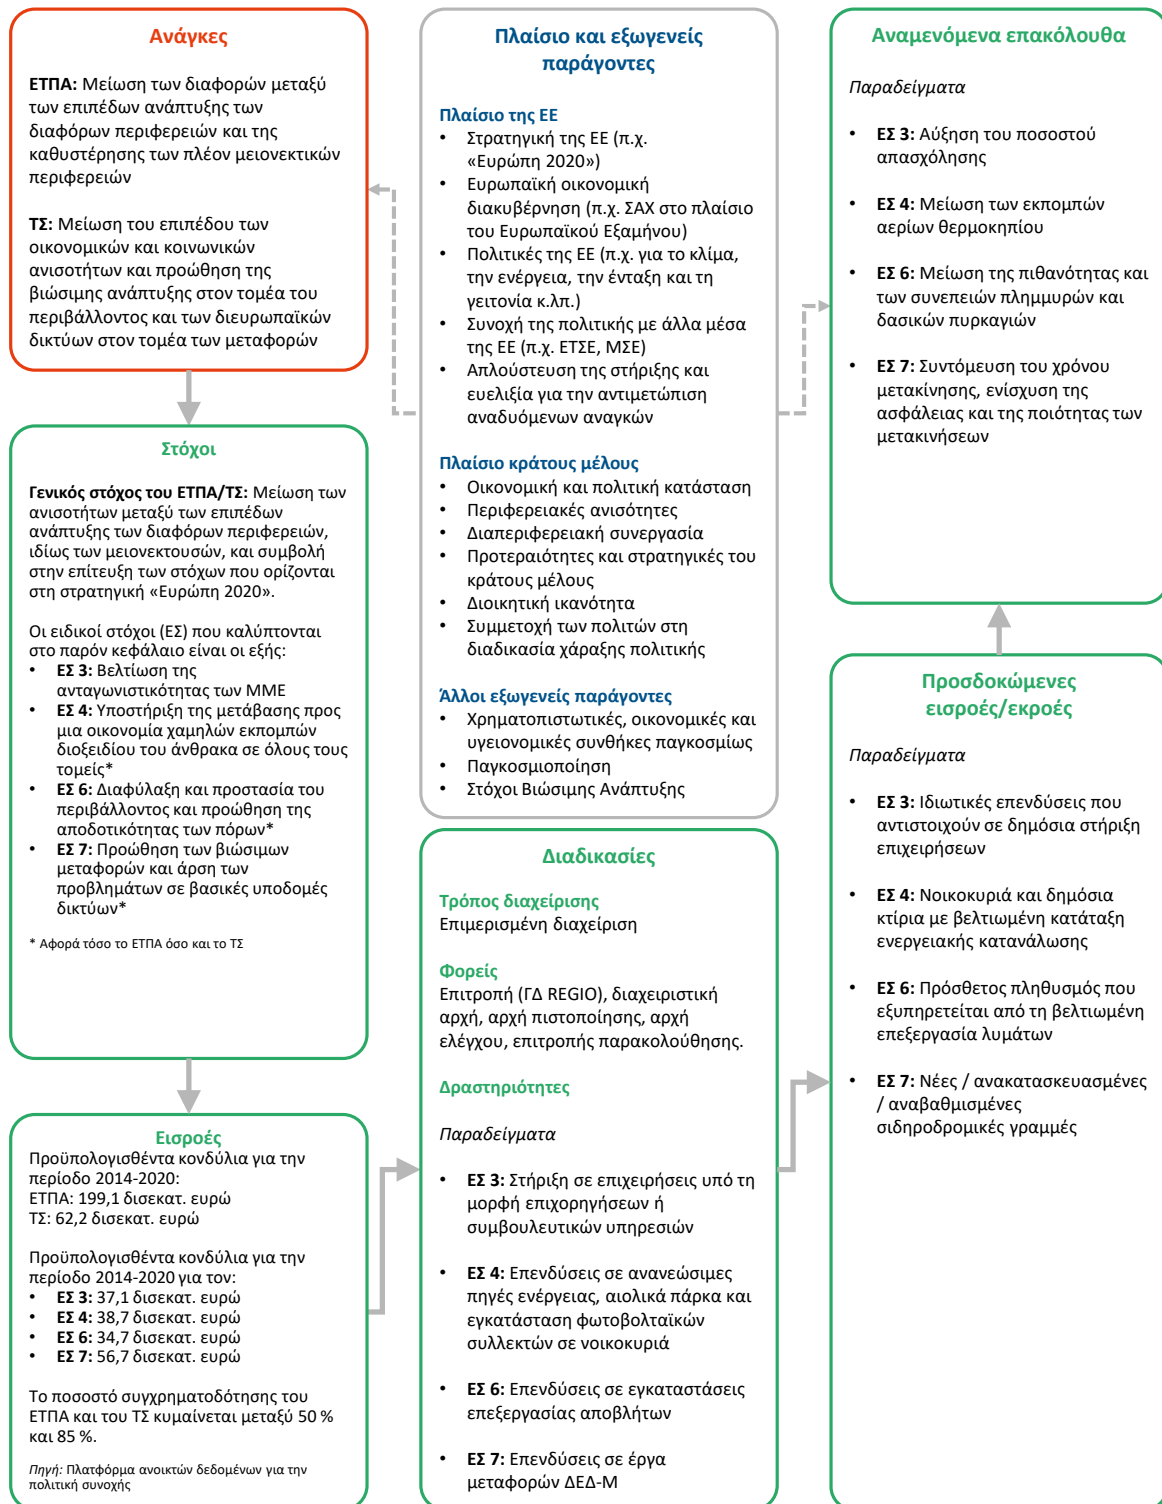 Ανάγκες
ΕΤΠΑ: Μείωση των διαφορών μεταξύ
των επιπέδων ανάπτυξης των
διαφόρων περιφερειών και της
καθυστέρησης των πλέον μειονεκτικών
περιφερειών
ΤΣ: Μείωση του επιπέδου των
οικονομικών και κοινωνικών
ανισοτήτων και προώθηση της
βιώσιμης ανάπτυξης στον τομέα του
περιβάλλοντος και των διευρωπαϊκών
δικτύων στον τομέα των μεταφορών
Στόχοι
Γενικός στόχος του ΕΤΠΑ/ΤΣ: Μείωση των
ανισοτήτων μεταξύ των επιπέδων
ανάπτυξης των διαφόρων περιφερειών,
ιδίως των μειονεκτουσών, και συμβολή
στην επίτευξη των στόχων που ορίζονται
στη στρατηγική «Ευρώπη 2020».
Οι ειδικοί στόχοι (ΕΣ) που καλύπτονται
στο παρόν κεφάλαιο είναι οι εξής:
• ΕΣ 3: Βελτίωση της
ανταγωνιστικότητας των ΜΜΕ
• ΕΣ 4: Υποστήριξη της μετάβασης προς
μια οικονομία χαμηλών εκπομπών
διοξειδίου του άνθρακα σε όλους τους
τομείς*
• ΕΣ 6: Διαφύλαξη και προστασία του
περιβάλλοντος και προώθηση της
αποδοτικότητας των πόρων*
• ΕΣ 7: Προώθηση των βιώσιμων
μεταφορών και άρση των
προβλημάτων σε βασικές υποδομές
δικτύων*
* Αφορά τόσο το ΕΤΠΑ όσο και το ΤΣ
Εισροές
Προϋπολογισθέντα κονδύλια για την
περίοδο 2014-2020:
ΕΤΠΑ: 199,1 δισεκατ. ευρώ
ΤΣ: 62,2 δισεκατ. ευρώ
Προϋπολογισθέντα κονδύλια για την
περίοδο 2014-2020 για τον:
• ΕΣ 3: 37,1 δισεκατ. ευρώ
• ΕΣ 4: 38,7 δισεκατ. ευρώ
• ΕΣ 6: 34,7 δισεκατ. ευρώ
• ΕΣ 7: 56,7 δισεκατ. ευρώ
Το ποσοστό συγχρηματοδότησης του
ΕΤΠΑ και του ΤΣ κυμαίνεται μεταξύ 50 %
και 85 %.
Πηγή: Πλατφόρμα ανοικτών δεδομένων για την
πολιτική συνοχής
Πλαίσιο και εξωγενείς
παράγοντες
Πλαίσιο της ΕΕ
• Στρατηγική της ΕΕ (π.χ.
«Ευρώπη 2020»)
• Ευρωπαϊκή οικονομική
διακυβέρνηση (π.χ. ΣΑΧ στο πλαίσιο
του Ευρωπαϊκού Εξαμήνου)
• Πολιτικές της ΕΕ (π.χ. για το κλίμα,
την ενέργεια, την ένταξη και τη
γειτονία κ.λπ.)
• Συνοχή της πολιτικής με άλλα μέσα
της ΕΕ (π.χ. ΕΤΣΕ, ΜΣΕ)
• Απλούστευση της στήριξης και
ευελιξία για την αντιμετώπιση
αναδυόμενων αναγκών
Πλαίσιο κράτους μέλους
• Οικονομική και πολιτική κατάσταση
• Περιφερειακές ανισότητες
• Διαπεριφερειακή συνεργασία
• Προτεραιότητες και στρατηγικές του
κράτους μέλους
• Διοικητική ικανότητα
• Συμμετοχή των πολιτών στη
διαδικασία χάραξης πολιτικής
Άλλοι εξωγενείς παράγοντες
• Χρηματοπιστωτικές, οικονομικές και
υγειονομικές συνθήκες παγκοσμίως
• Παγκοσμιοποίηση
• Στόχοι Βιώσιμης Ανάπτυξης
Διαδικασίες
Τρόπος διαχείρισης
Επιμερισμένη διαχείριση
Φορείς
Επιτροπή (ΓΔ REGIO), διαχειριστική
αρχή, αρχή πιστοποίησης, αρχή
ελέγχου, επιτροπής παρακολούθησης.
Δραστηριότητες
Παραδείγματα
• ΕΣ 3: Στήριξη σε επιχειρήσεις υπό τη
μορφή επιχορηγήσεων ή
συμβουλευτικών υπηρεσιών
• ΕΣ 4: Επενδύσεις σε ανανεώσιμες
πηγές ενέργειας, αιολικά πάρκα και
εγκατάσταση φωτοβολταϊκών
συλλεκτών σε νοικοκυριά
• ΕΣ 6: Επενδύσεις σε εγκαταστάσεις
επεξεργασίας αποβλήτων
• ΕΣ 7: Επενδύσεις σε έργα
μεταφορών ΔΕΔ-Μ
Αναμενόμενα επακόλουθα
Παραδείγματα
• ΕΣ 3: Αύξηση του ποσοστού
απασχόλησης
• ΕΣ 4: Μείωση των εκπομπών
αερίων θερμοκηπίου
• ΕΣ 6: Μείωση της πιθανότητας και
των συνεπειών πλημμυρών και
δασικών πυρκαγιών
• ΕΣ 7: Συντόμευση του χρόνου
μετακίνησης, ενίσχυση της
ασφάλειας και της ποιότητας των
μετακινήσεων
Προσδοκώμενες
εισροές/εκροές
Παραδείγματα
• ΕΣ 3: Ιδιωτικές επενδύσεις που
αντιστοιχούν σε δημόσια στήριξη
επιχειρήσεων
• ΕΣ 4: Νοικοκυριά και δημόσια
κτίρια με βελτιωμένη κατάταξη
ενεργειακής κατανάλωσης
• ΕΣ 6: Πρόσθετος πληθυσμός που
εξυπηρετείται από τη βελτιωμένη
επεξεργασία λυμάτων
• ΕΣ 7: Νέες / ανακατασκευασμένες
/ αναβαθμισμένες
σιδηροδρομικές γραμμές